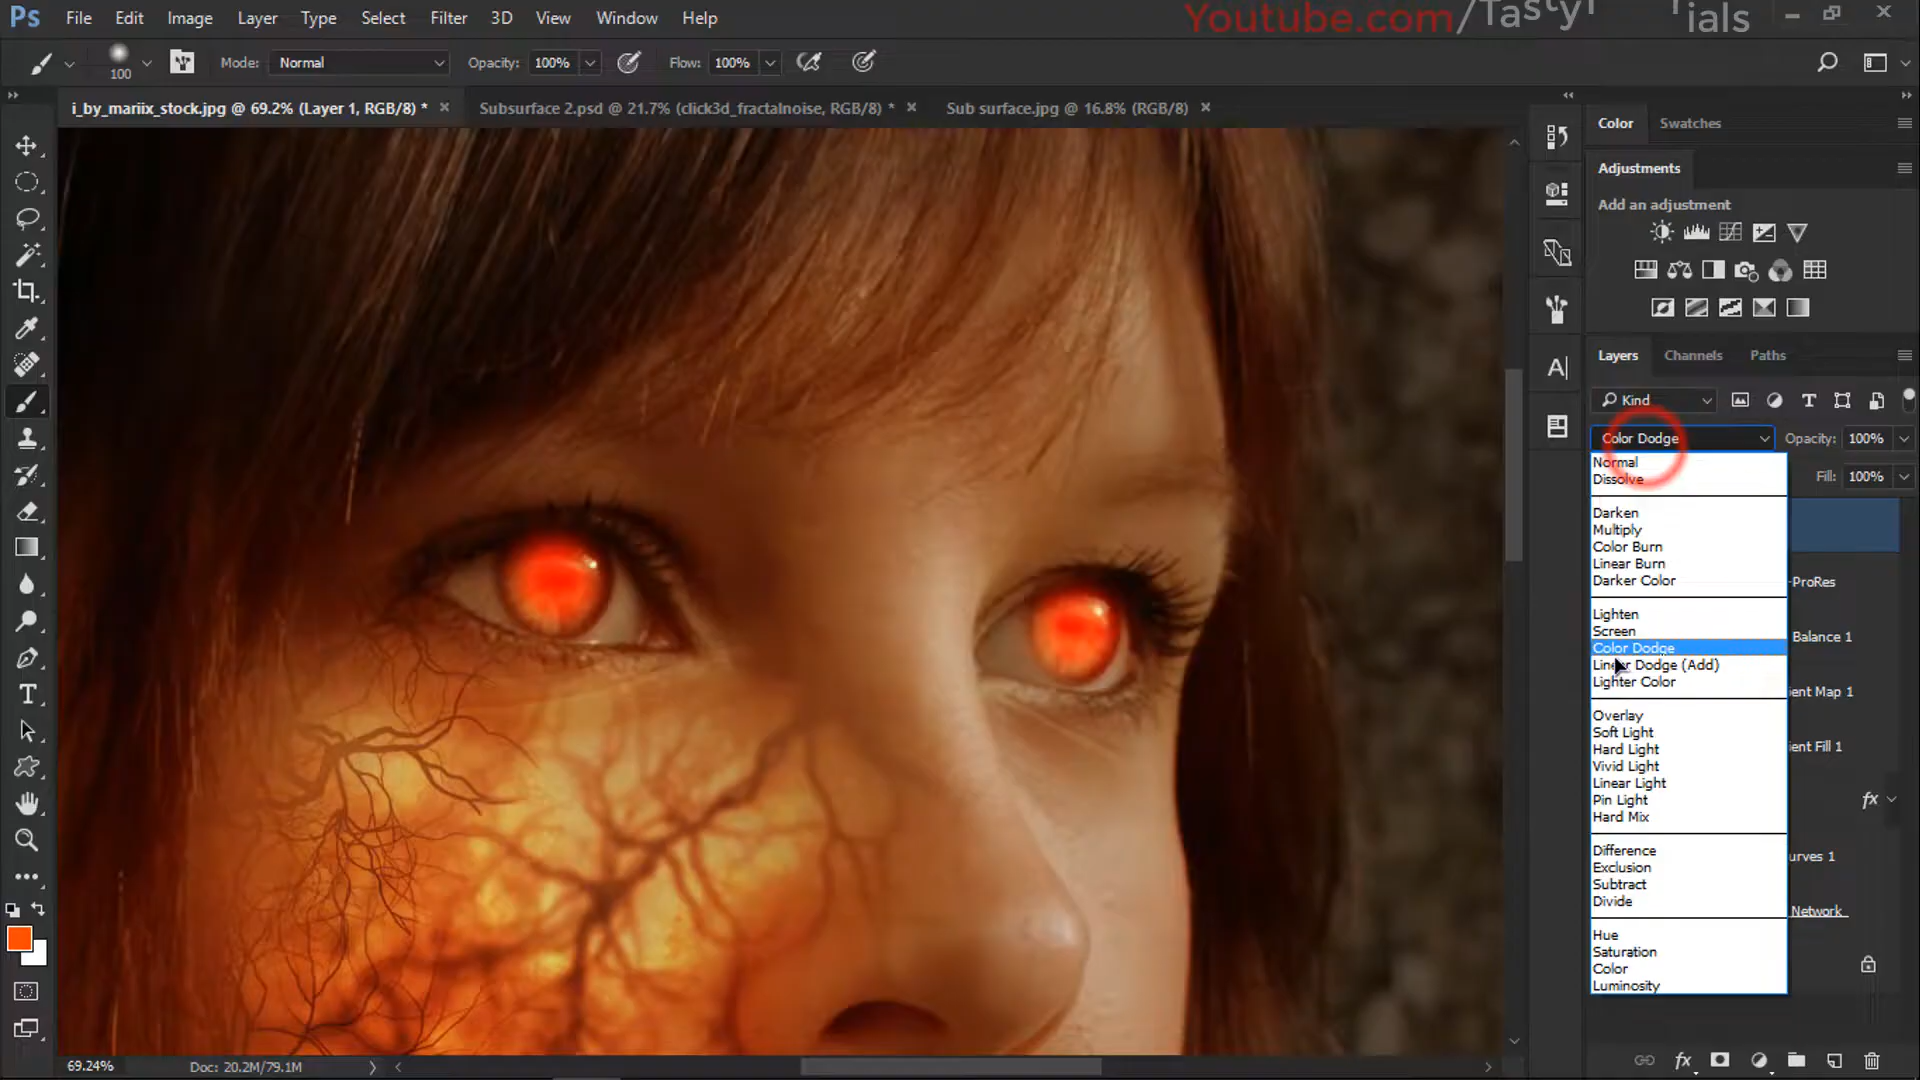 Ps File Edit Image Layer Type Select Filter 3D View Window Help
Youtube.com/Tasty ials
100 Mode: Normal Opacity: 100% Flow: 100%
i_by_mariix_stock.jpg @ 69.2% (Layer 1, RGB/8) * Subsurface 2.psd @ 21.7% (click3d_fractalnoise, RGB/8) * Sub surface.jpg @ 16.8% (RGB/8)
Color Swatches
Adjustments
Add an adjustment
Layers Channels Paths
Kind
Color Dodge Opacity: 100%
Normal
Dissolve
Fill: 100%
Darken
Multiply
Color Burn
Linear Burn
Darker Color
-ProRes
Lighten
Screen
Balance 1
Color Dodge
Linear Dodge (Add)
Lighter Color
ient Map 1
Overlay
Soft Light
Hard Light
ient Fill 1
Vivid Light
Linear Light
Pin Light
fx
Hard Mix
Difference
urves 1
Exclusion
Subtract
Divide
Network
Hue
Saturation
Color
Luminosity
69.24% Doc: 20.2M/79.1M
fx